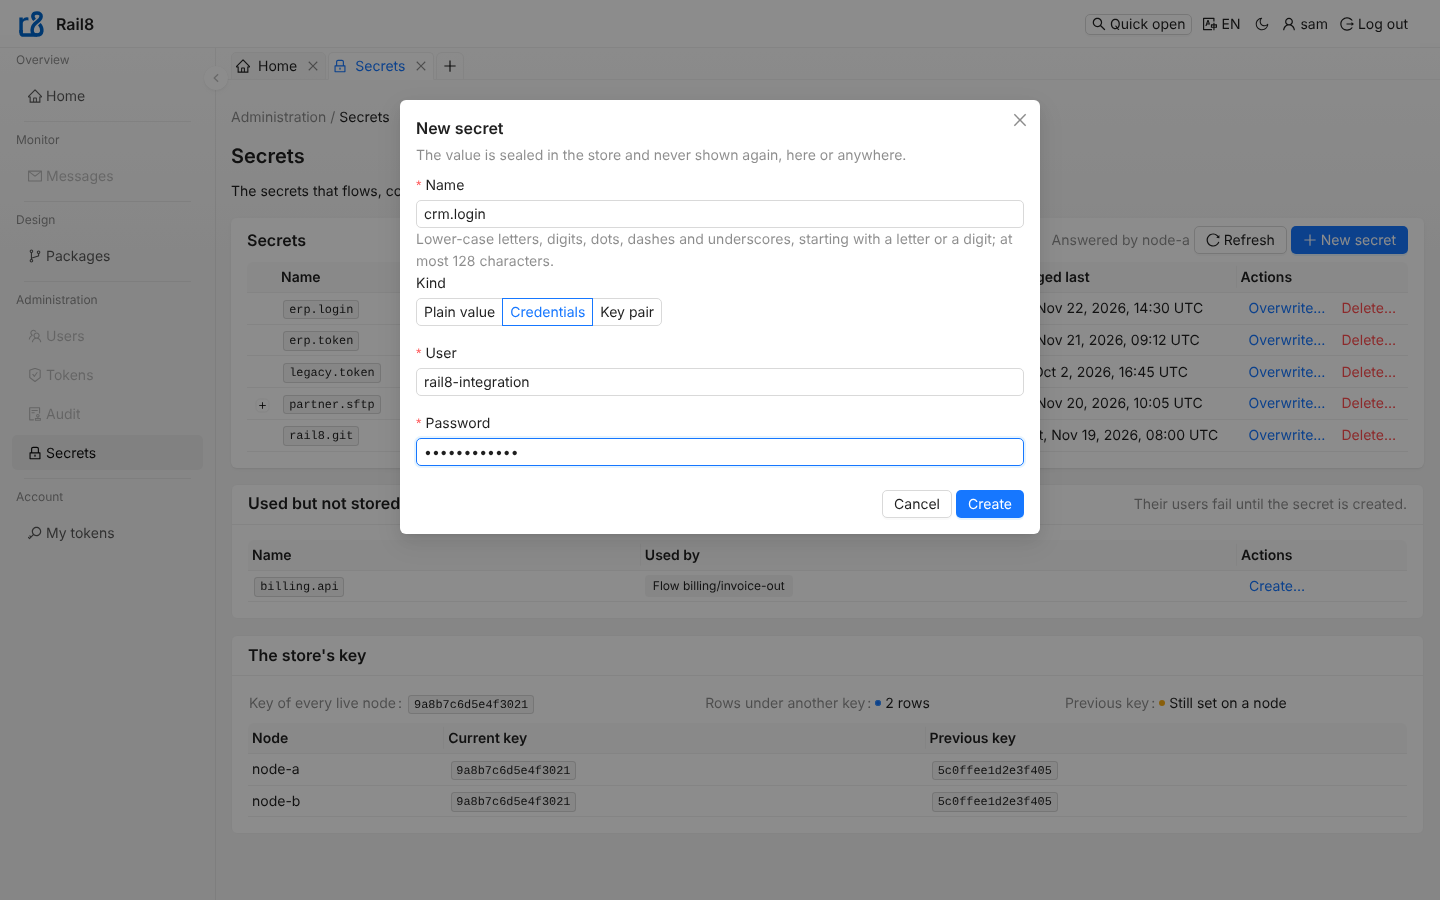 Rail8
Quick open
EN
sam
Log out
Overview
Home
Monitor
Messages
Design
Packages
Administration
Users
Tokens
Audit
Secrets
Account
My tokens
Home
Secrets
Administration / Secrets
Secrets
The secrets that flows, co
Secrets
Answered by node-a
Refresh
New secret
Name
ged last
Actions
erp.login
Nov 22, 2026, 14:30 UTC
Overwrite...
Delete...
erp.token
Nov 21, 2026, 09:12 UTC
Overwrite...
Delete...
legacy.token
Oct 2, 2026, 16:45 UTC
Overwrite...
Delete...
partner.sftp
Nov 20, 2026, 10:05 UTC
Overwrite...
Delete...
rail8.git
t, Nov 19, 2026, 08:00 UTC
Overwrite...
Delete...
New secret
The value is sealed in the store and never shown again, here or anywhere.
* Name
crm.login
Lower-case letters, digits, dots, dashes and underscores, starting with a letter or a digit; at
most 128 characters.
Kind
Plain value
Credentials
Key pair
* User
rail8-integration
* Password
••••••••••••
Cancel
Create
Used but not stored
Their users fail until the secret is created.
Name
Used by
Actions
billing.api
Flow billing/invoice-out
Create...
The store's key
Key of every live node: 9a8b7c6d5e4f3021
Rows under another key: 2 rows
Previous key: Still set on a node
Node
Current key
Previous key
node-a
9a8b7c6d5e4f3021
5c0ffee1d2e3f405
node-b
9a8b7c6d5e4f3021
5c0ffee1d2e3f405